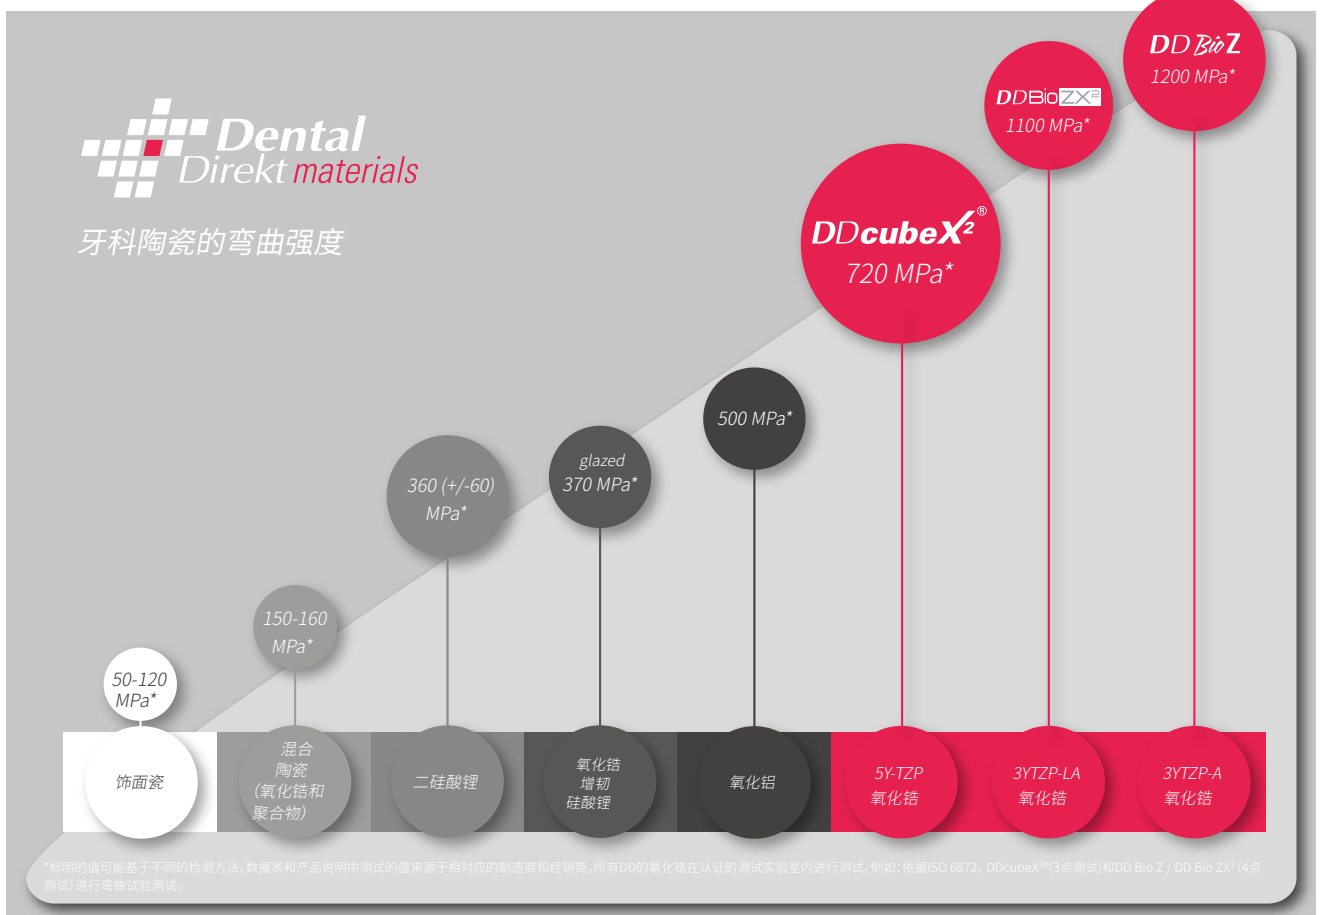 Dental
Direkt materials
牙科陶瓷的弯曲强度
DD Bio Z
1200 MPa*
DDBioZX²
1100 MPa*
DDcubeX²®
720 MPa*
500 MPa*
glazed
370 MPa*
360 (+/-60)
MPa*
150-160
MPa*
50-120
MPa*
饰面瓷
混合
陶瓷
（氧化锆和
聚合物）
二硅酸锂
氧化锆
增韧
硅酸锂
氧化铝
5Y-TZP
氧化锆
3YTZP-LA
氧化锆
3YTZP-A
氧化锆
*标明的值可能基于不同的检测方法。数据表和产品说明中测试的值来源于相对应的制造商和经销商。所有DD的氧化锆在认证的测试实验室内进行测试，例如：依据ISO 6872，DDcubeX²®(3点测试)和DD Bio Z / DD Bio ZX²（4点
测试）进行弯曲试验测试。